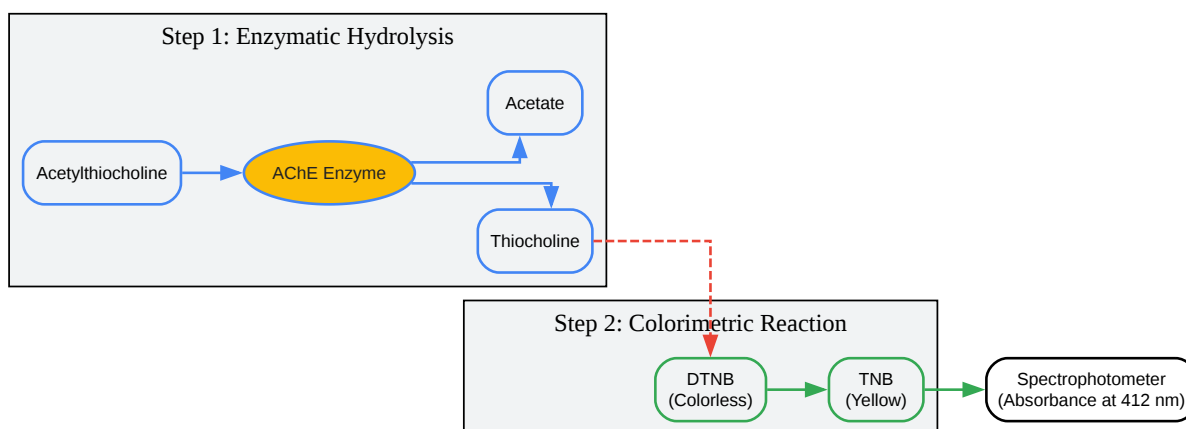 Step 1: Enzymatic Hydrolysis
Acetate
Acetylthiocholine
AChE Enzyme
Thiocholine
Step 2: Colorimetric Reaction
DTNB
(Colorless)
TNB
(Yellow)
Spectrophotometer
(Absorbance at 412 nm)